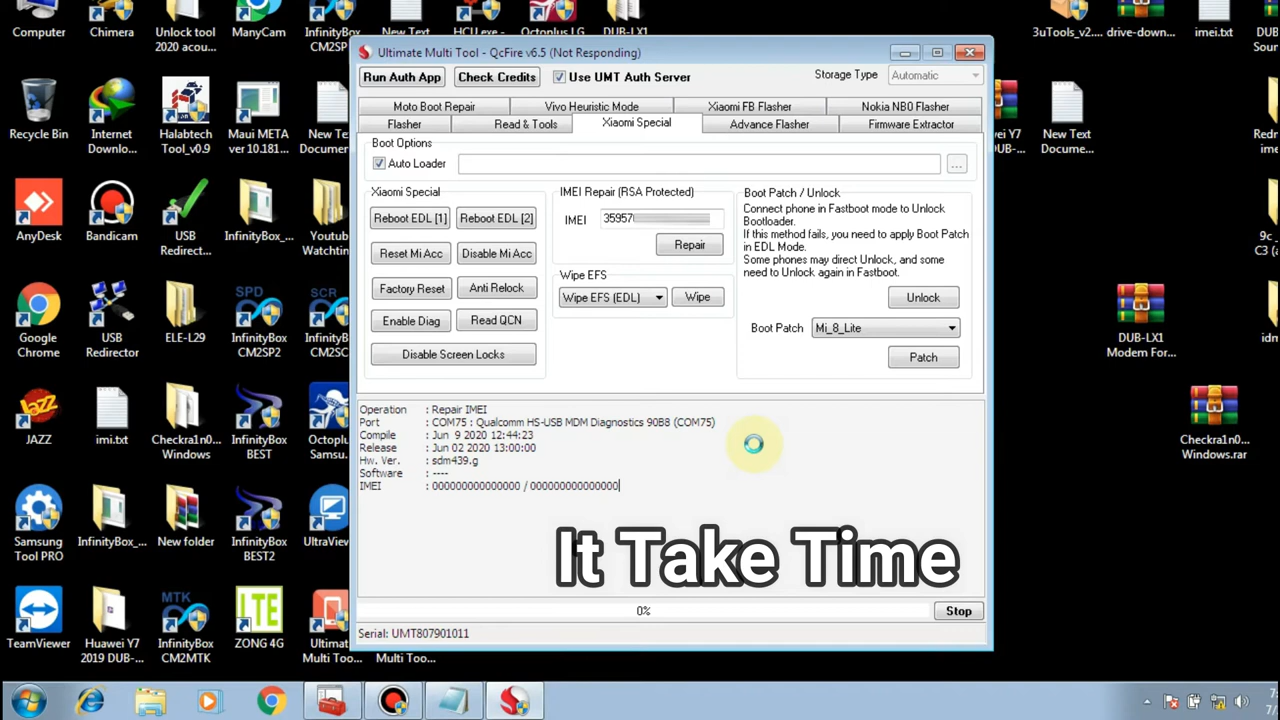 Computer
Chimera
Unlock tool
2020 acou...
ManyCam
InfinityBox
CM2SP2
New Text
HCU.exe - ...
Octoplus LG
DUB-L21
3uTools_v2....
drive-down...
imei.txt
Ultimate Multi Tool - QcFire v6.5 (Not Responding)
Run Auth App
Check Credits
Use UMT Auth Server
Storage Type
Automatic
Moto Boot Repair
Vivo Heuristic Mode
Xiaomi FB Flasher
Nokia NB0 Flasher
Flasher
Read & Tools
Xiaomi Special
Advance Flasher
Firmware Extractor
Boot Options
Auto Loader
...
Xiaomi Special
Reboot EDL [1]
Reboot EDL [2]
Reset Mi Acc
Disable Mi Acc
Factory Reset
Anti Relock
Enable Diag
Read QCN
Disable Screen Locks
IMEI Repair (RSA Protected)
IMEI
35957
Repair
Wipe EFS
Wipe EFS (EDL)
Wipe
Boot Patch / Unlock
Connect phone in Fastboot mode to Unlock
Bootloader.
If this method fails, you need to apply Boot Patch
in EDL Mode.
Some phones may direct Unlock, and some
need to Unlock again in Fastboot.
Unlock
Boot Patch
Mi_8_Lite
Patch
Operation : Repair IMEI
Port : COM75 : Qualcomm HS-USB MDM Diagnostics 90B8 (COM75)
Compile : Jun 9 2020 12:44:23
Release : Jun 02 2020 13:00:00
Hw. Ver. : sdm439.g
Software : ----
IMEI : 000000000000000 / 000000000000000
It Take Time
0%
Stop
Serial: UMT807901011
Recycle Bin
Internet
Downlo...
Halabtech
Tool_v0.9
Maui META
ver 10.181...
New Text
Document...
AnyDesk
Bandicam
USB
Redirect...
InfinityBox_...
Youtube
Watchtin
Google
Chrome
USB
Redirector
ELE-L29
InfinityBox
CM2SP2
InfinityBox
CM2SC
JAZZ
imi.txt
Checkra1n0...
Windows
InfinityBox
BEST
Octoplus
Samsung
Tool PRO
InfinityBox_...
New folder
InfinityBox
BEST2
UltraView
TeamViewer
Huawei Y7
2019 DUB-...
InfinityBox
CM2MTK
ZONG 4G
Ultimat
Multi Too...
Multi Too...
New Text
Documen...
DUB-LX1
Modem For...
Checkra1n0...
Windows.rar